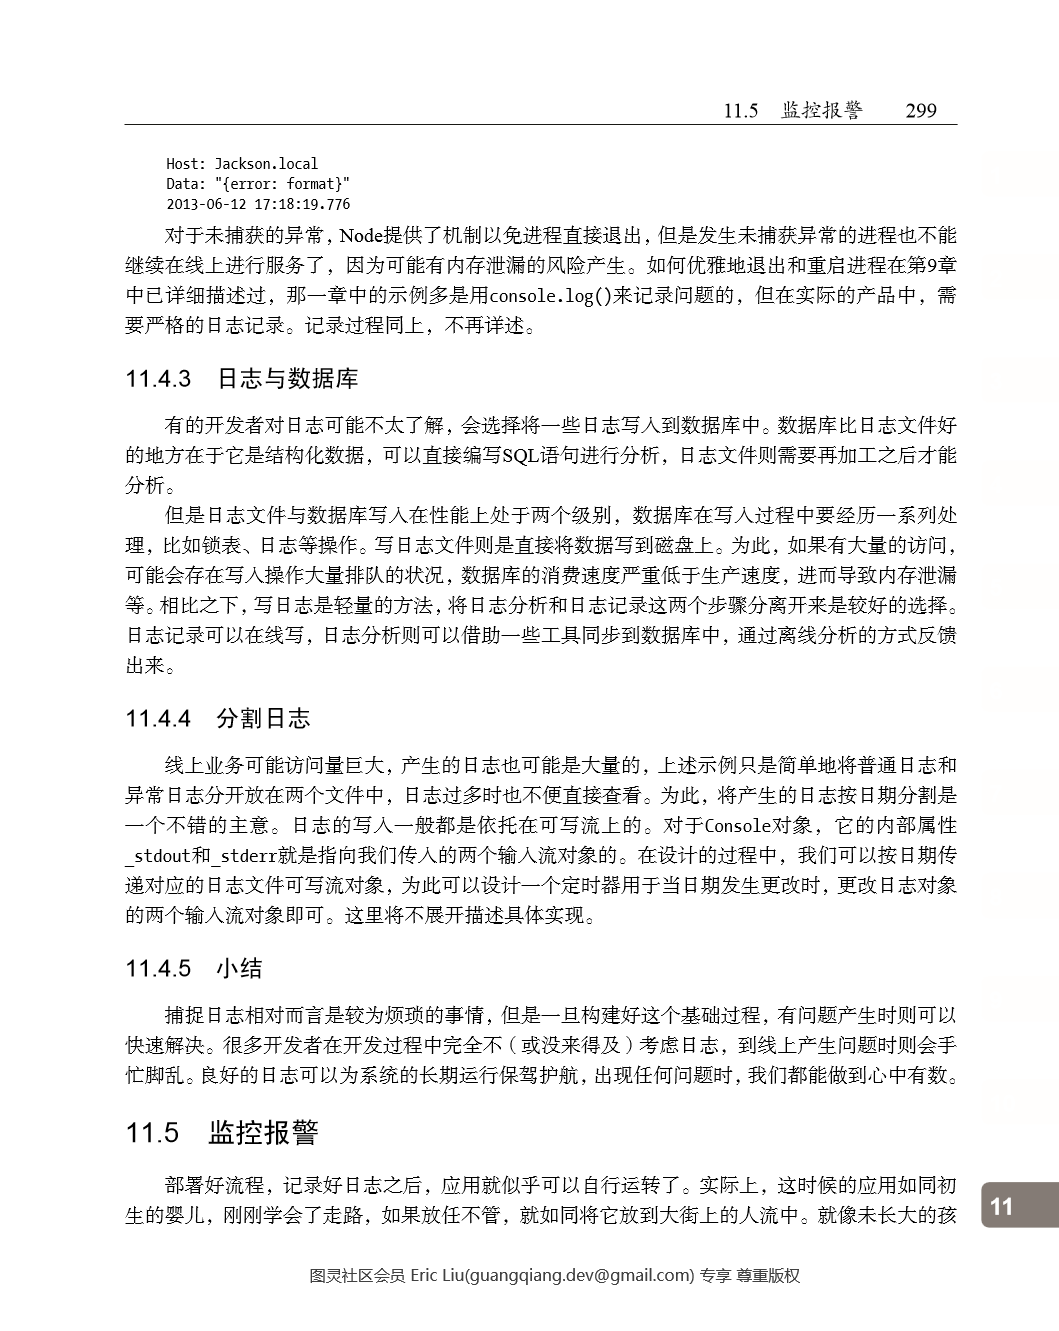 11.5 监控报警 299
Host: Jackson.local
Data: "{error: format}"
2013-06-12 17:18:19.776
对于未捕获的异常，Node提供了机制以免进程直接退出，但是发生未捕获异常的进程也不能
继续在线上进行服务了，因为可能有内存泄漏的风险产生。如何优雅地退出和重启进程在第9章
中已详细描述过，那一章中的示例多是用console.log()来记录问题的，但在实际的产品中，需
要严格的日志记录。记录过程同上，不再详述。
11.4.3 日志与数据库
有的开发者对日志可能不太了解，会选择将一些日志写入到数据库中。数据库比日志文件好
的地方在于它是结构化数据，可以直接编写SQL语句进行分析，日志文件则需要再加工之后才能
分析。
但是日志文件与数据库写入在性能上处于两个级别，数据库在写入过程中要经历一系列处
理，比如锁表、日志等操作。写日志文件则是直接将数据写到磁盘上。为此，如果有大量的访问，
可能会存在写入操作大量排队的状况，数据库的消费速度严重低于生产速度，进而导致内存泄漏
等。相比之下，写日志是轻量的方法，将日志分析和日志记录这两个步骤分离开来是较好的选择。
日志记录可以在线写，日志分析则可以借助一些工具同步到数据库中，通过离线分析的方式反馈
出来。
11.4.4 分割日志
线上业务可能访问量巨大，产生的日志也可能是大量的，上述示例只是简单地将普通日志和
异常日志分开放在两个文件中，日志过多时也不便直接查看。为此，将产生的日志按日期分割是
一个不错的主意。日志的写入一般都是依托在可写流上的。对于Console对象，它的内部属性
_stdout和_stderr就是指向我们传入的两个输入流对象的。在设计的过程中，我们可以按日期传
递对应的日志文件可写流对象，为此可以设计一个定时器用于当日期发生更改时，更改日志对象
的两个输入流对象即可。这里将不展开描述具体实现。
11.4.5 小结
捕捉日志相对而言是较为烦琐的事情，但是一旦构建好这个基础过程，有问题产生时则可以
快速解决。很多开发者在开发过程中完全不（或没来得及）考虑日志，到线上产生问题时则会手
忙脚乱。良好的日志可以为系统的长期运行保驾护航，出现任何问题时，我们都能做到心中有数。
11.5 监控报警
部署好流程，记录好日志之后，应用就似乎可以自行运转了。实际上，这时候的应用如同初
生的婴儿，刚刚学会了走路，如果放任不管，就如同将它放到大街上的人流中。就像未长大的孩
11
图灵社区会员 Eric Liu(guangqiang.dev@gmail.com) 专享 尊重版权